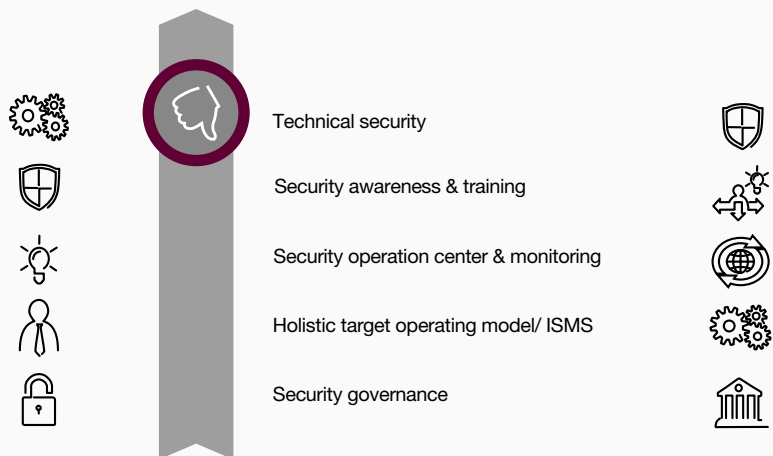 Technical security
Security awareness & training
Security operation center & monitoring
Holistic target operating model/ ISMS
Security governance